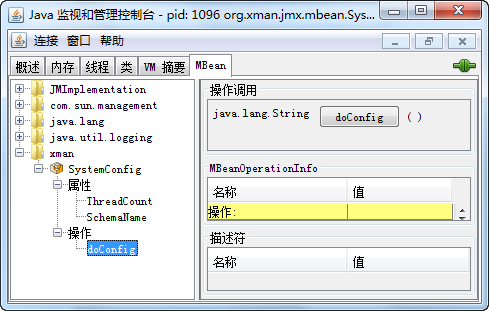 Java 监视和管理控制台 - pid: 1096 org.xman.jmx.mbean.Sys...
连接 窗口 帮助
概述 内存 线程 类 VM 摘要 MBean
JMImplementation
com.sun.management
java.lang
java.util.logging
xman
SystemConfig
属性
ThreadCount
SchemaName
操作
doConfig
操作调用
java.lang.String doConfig ( )
MBeanOperationInfo
名称 值
操作:
描述符
名称 值